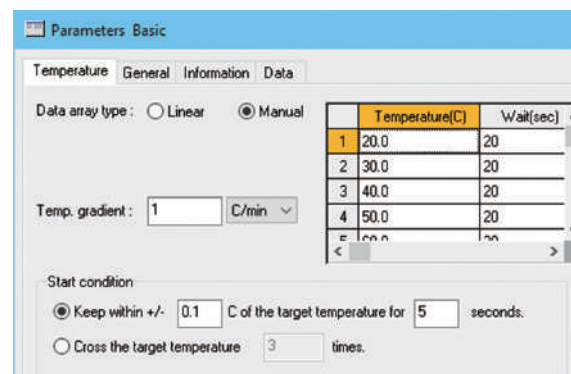 Parameters Basic
Temperature General Information Data
Data array type : Linear Manual
Temperature(C) Wait(sec)
1 20.0 20
2 30.0 20
3 40.0 20
4 50.0 20
Temp. gradient : 1 C/min
Start condition
Keep within +/- 0.1 C of the target temperature for 5 seconds.
Cross the target temperature 3 times.